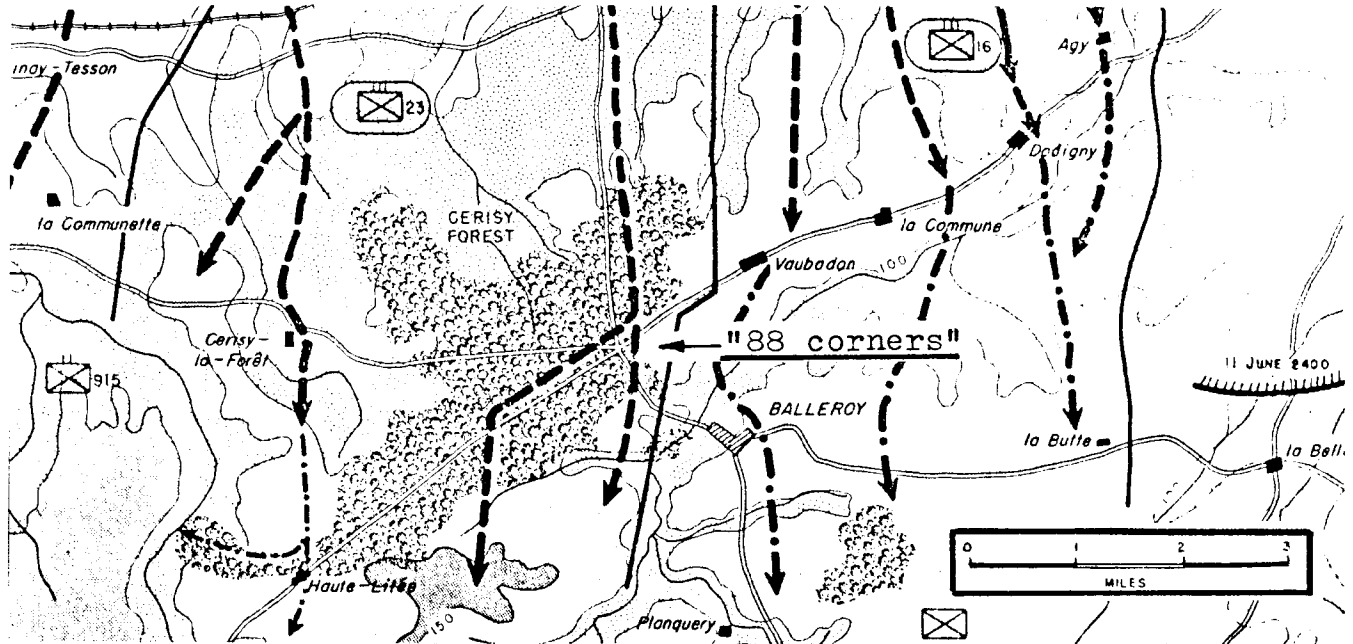 16
Agy
inay-Tesson
23
Dodigny
la Communette
CERISY
FOREST
la Commune
Vaubadon
100
Cerisy-
la-Forêt
"88 corners"
11 JUNE 2400
915
BALLEROY
la Butte
la Bell
0 1 2 3
MILES
Haute-Litée
150
Planquery